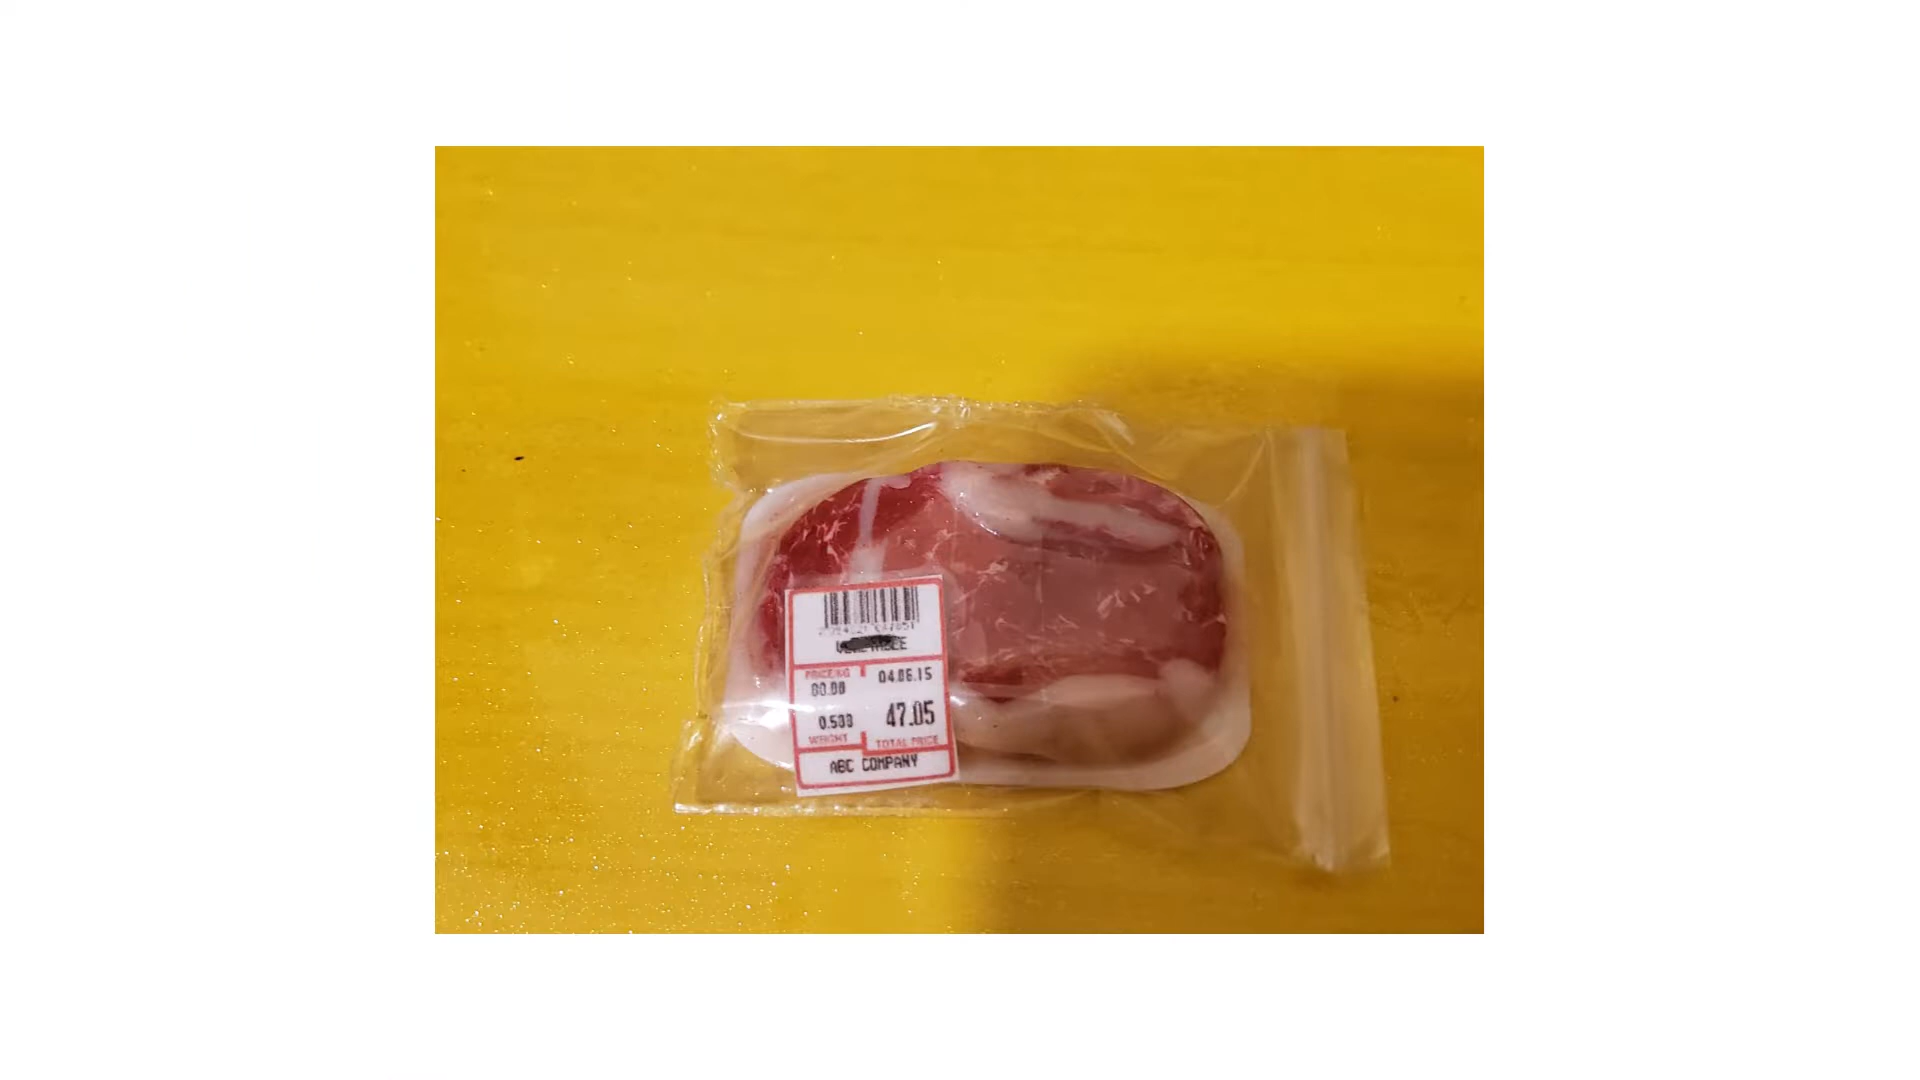 PRICE/KG
04.06.15
00.00
0.500
47.05
WEIGHT
TOTAL PRICE
ABC COMPANY